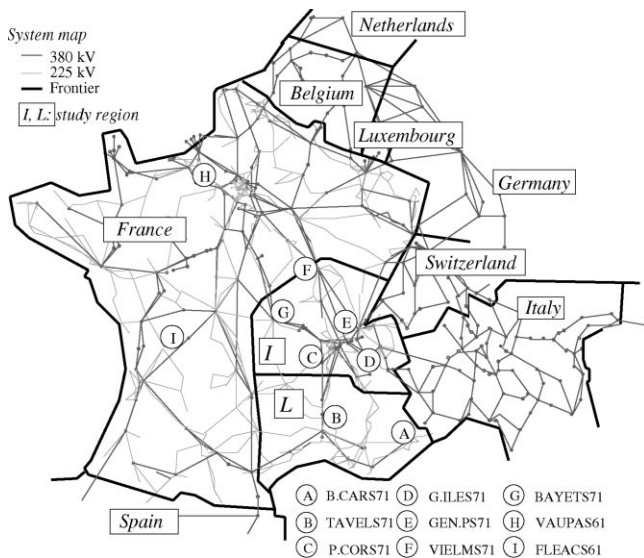 System map
380 kV
225 kV
Frontier
I, L: study region
Netherlands
Belgium
Luxembourg
Germany
H
France
Switzerland
F
Italy
G
E
I
I
C
D
L
B
A
Spain
A B.CARS71 D G.ILES71 G BAYETS71
B TAVELS71 E GEN.PS71 H VAUPAS61
C P.CORS71 F VIELMS71 I FLEACS61